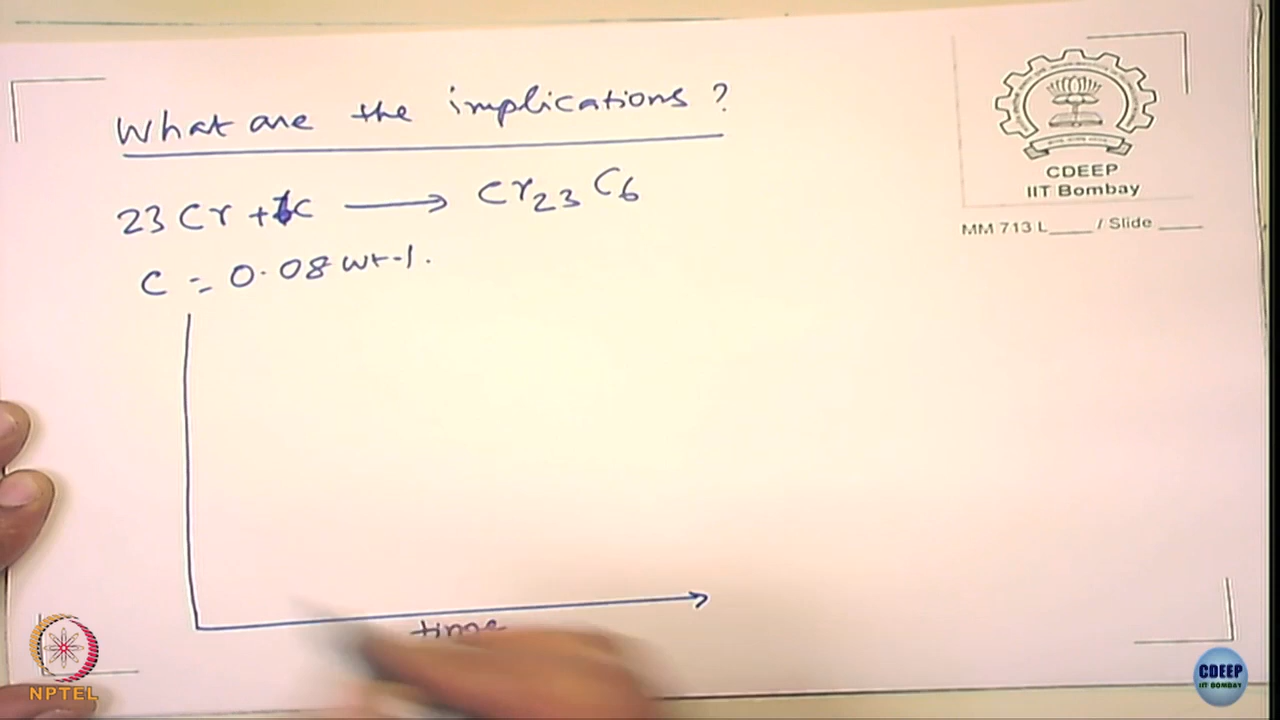 What are the implications ?
23 Cr + 6C → Cr23 C6
C = 0.08 wt-1.
time
CDEEP
IIT Bombay
MM 713 L____ / Slide ____
NPTEL
CDEEP
IIT BOMBAY